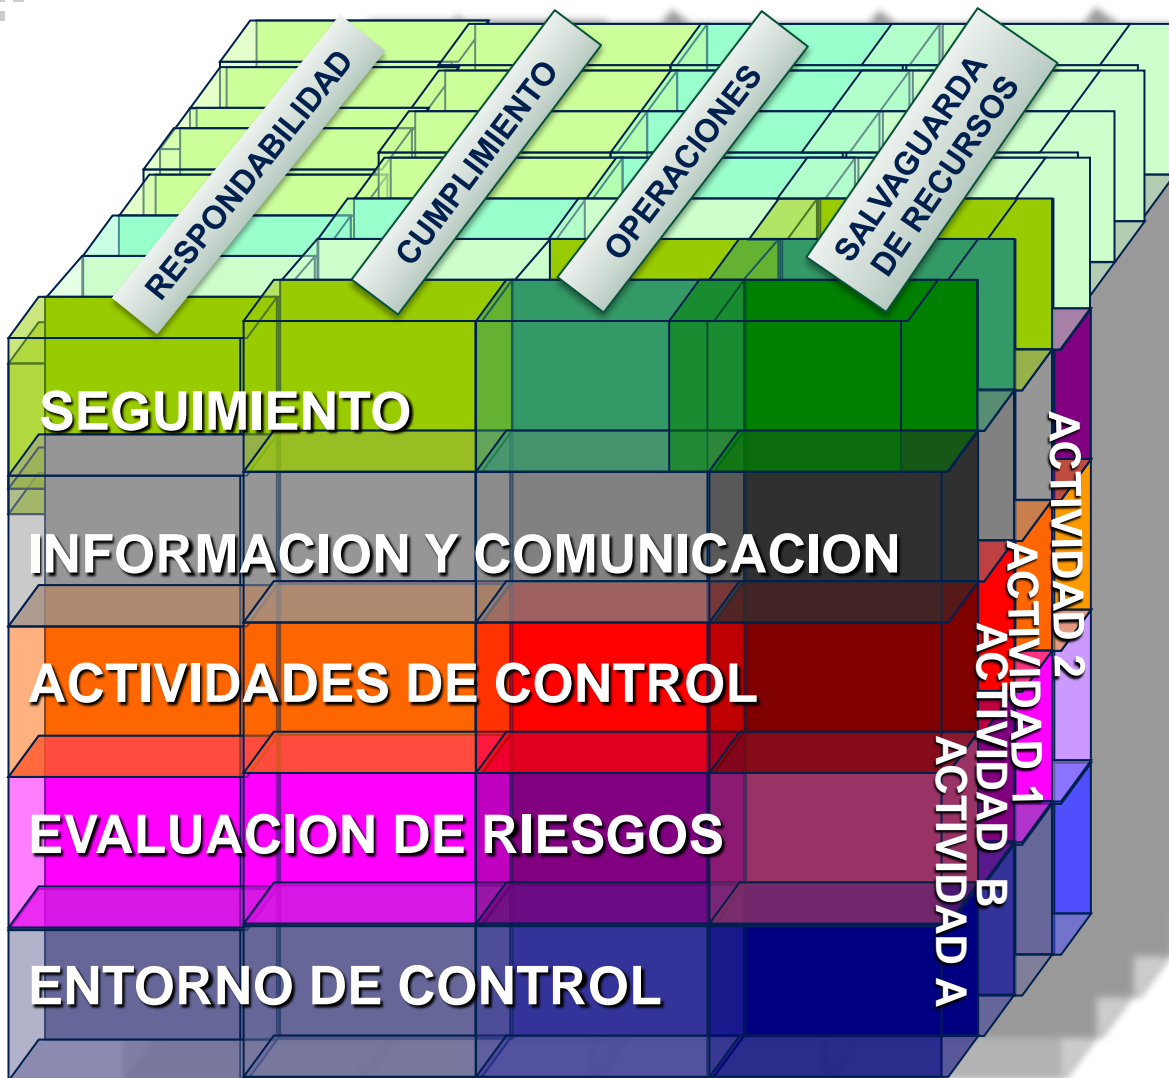 RESPONDABILIDAD
CUMPLIMIENTO
OPERACIONES
SALVAGUARDA
DE RECURSOS
SEGUIMIENTO
INFORMACION Y COMUNICACION
ACTIVIDADES DE CONTROL
EVALUACION DE RIESGOS
ENTORNO DE CONTROL
ACTIVIDAD A
ACTIVIDAD B
ACTIVIDAD 1
ACTIVIDAD 2